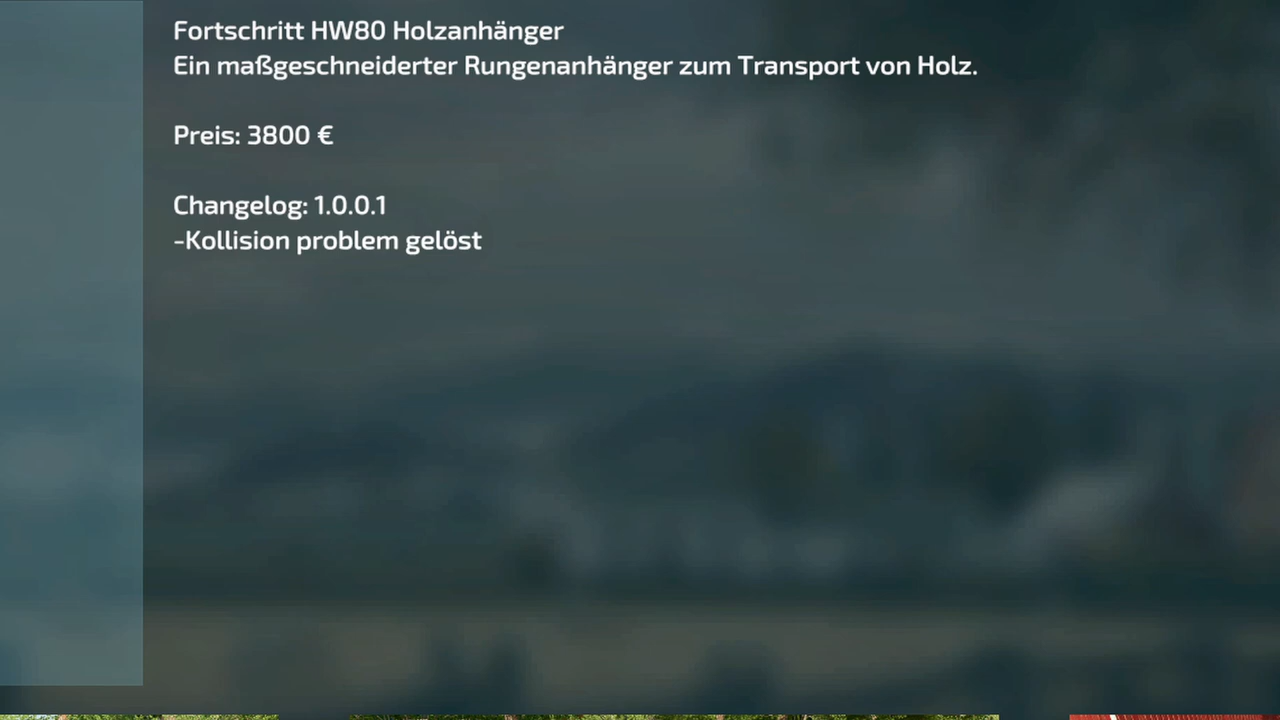 Fortschritt HW80 Holzanhänger
Ein maßgeschneiderter Rungenanhänger zum Transport von Holz.
Preis: 3800 €
Changelog: 1.0.0.1
-Kollision problem gelöst